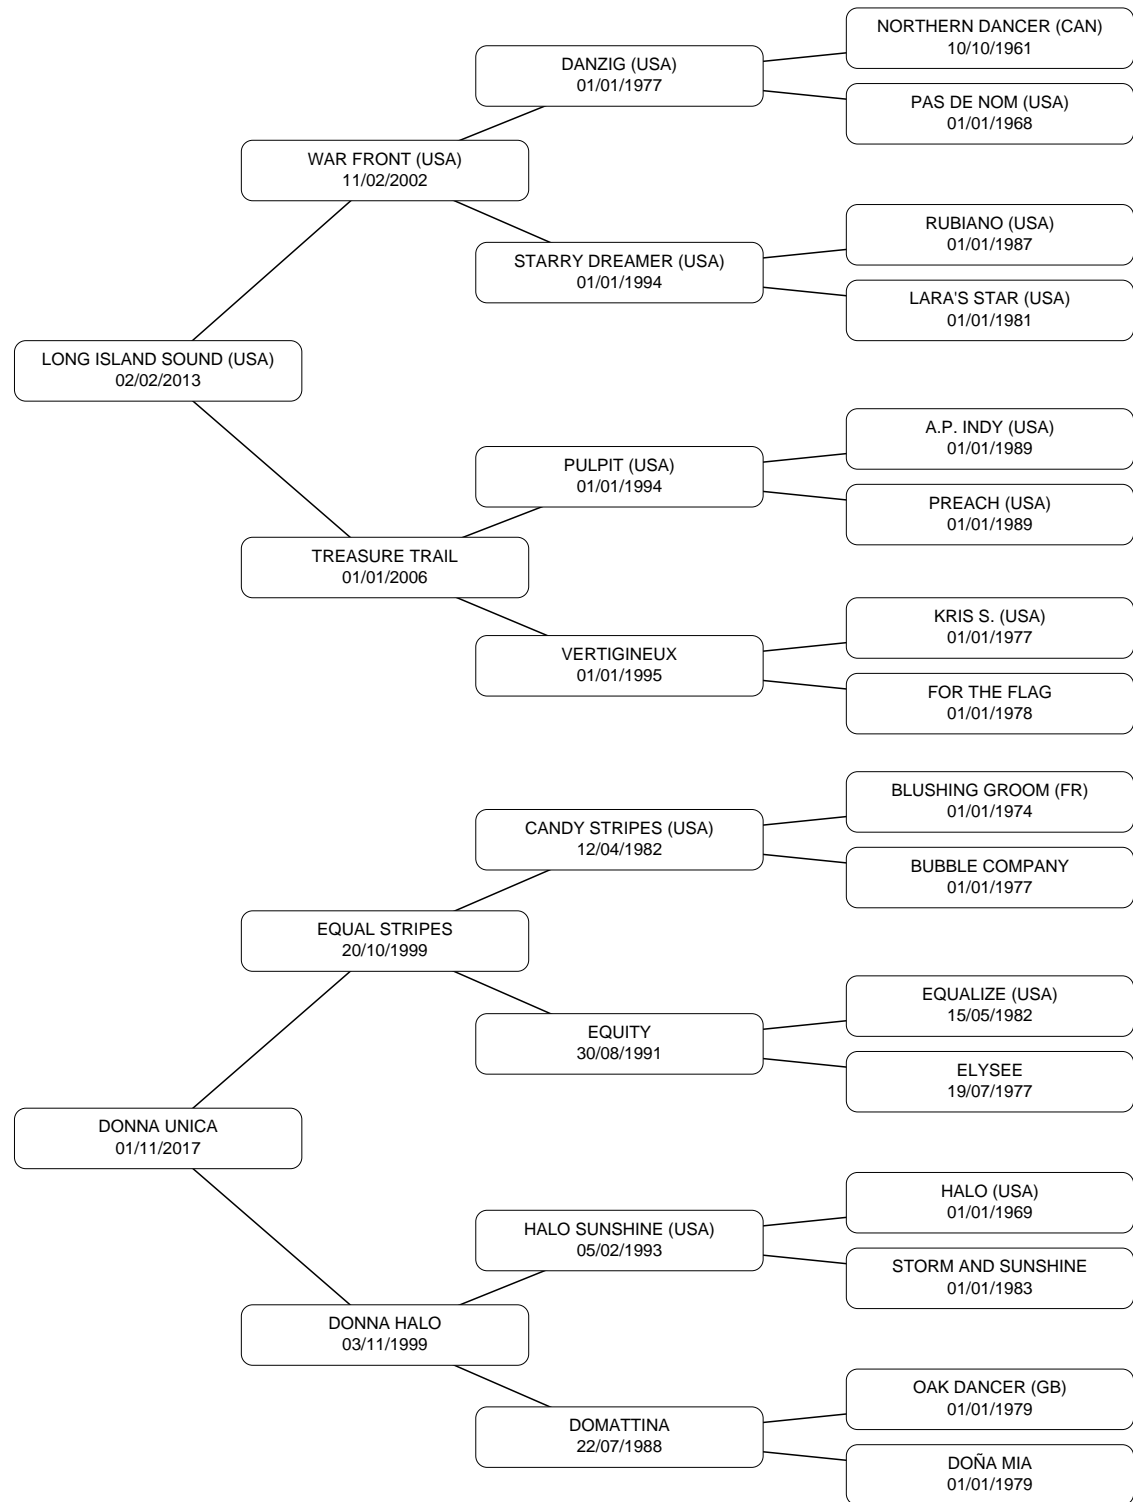 NORTHERN DANCER (CAN)
10/10/1961
DANZIG (USA)
01/01/1977
PAS DE NOM (USA)
01/01/1968
WAR FRONT (USA)
11/02/2002
RUBIANO (USA)
01/01/1987
STARRY DREAMER (USA)
01/01/1994
LARA'S STAR (USA)
01/01/1981
LONG ISLAND SOUND (USA)
02/02/2013
A.P. INDY (USA)
01/01/1989
PULPIT (USA)
01/01/1994
PREACH (USA)
01/01/1989
TREASURE TRAIL
01/01/2006
KRIS S. (USA)
01/01/1977
VERTIGINEUX
01/01/1995
FOR THE FLAG
01/01/1978
BLUSHING GROOM (FR)
01/01/1974
CANDY STRIPES (USA)
12/04/1982
BUBBLE COMPANY
01/01/1977
EQUAL STRIPES
20/10/1999
EQUALIZE (USA)
15/05/1982
EQUITY
30/08/1991
ELYSEE
19/07/1977
DONNA UNICA
01/11/2017
HALO (USA)
01/01/1969
HALO SUNSHINE (USA)
05/02/1993
STORM AND SUNSHINE
01/01/1983
DONNA HALO
03/11/1999
OAK DANCER (GB)
01/01/1979
DOMATTINA
22/07/1988
DOÑA MIA
01/01/1979